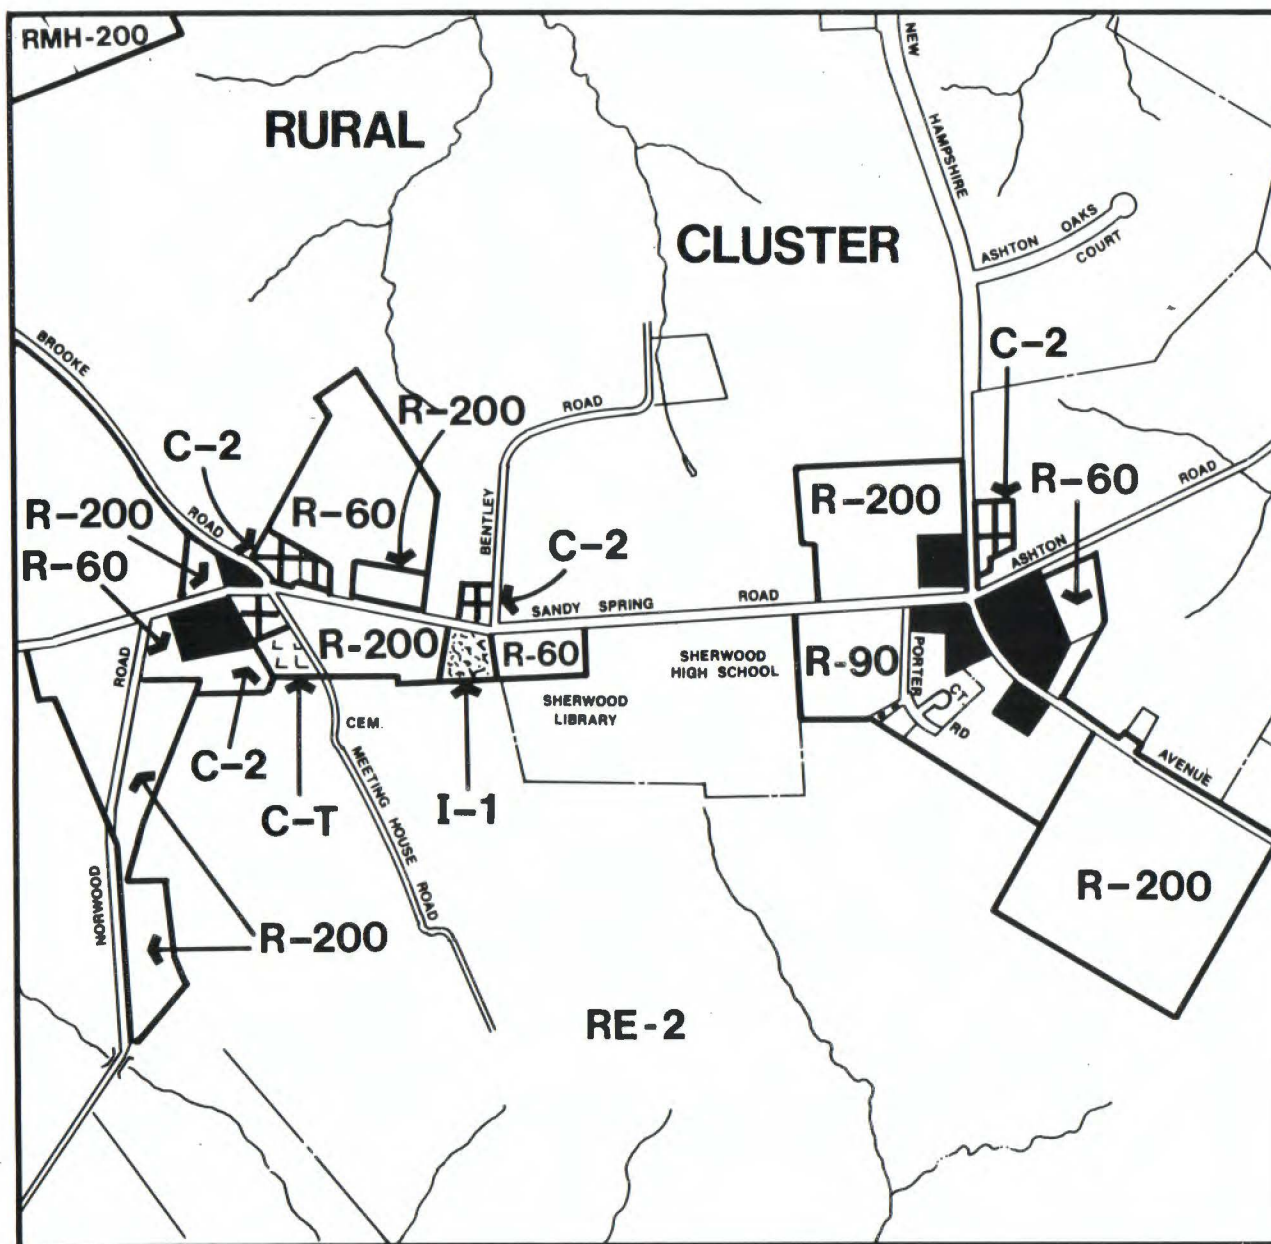 RMH-200
NEW
HAMPSHIRE
RURAL
CLUSTER
ASHTON OAKS
COURT
BROOKE
ROAD
C-2
R-200
ROAD
C-2
R-60
ROAD
R-200
R-60
R-200
R-60
BENTLEY
C-2
R-200
ASHTON
SANDY SPRING ROAD
R-200
R-60
R-90
PORTER
RD
CT.
SHERWOOD
HIGH SCHOOL
SHERWOOD
LIBRARY
CEM.
MEETING HOUSE ROAD
ROAD
NORWOOD
C-2
C-T
I-1
AVENUE
R-200
R-200
RE-2